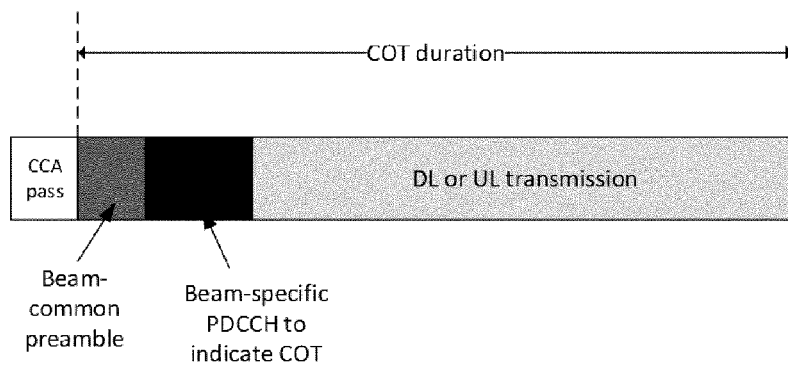 COT duration
CCA
pass
DL or UL transmission
Beam-
common
preamble
Beam-specific
PDCCH to
indicate COT